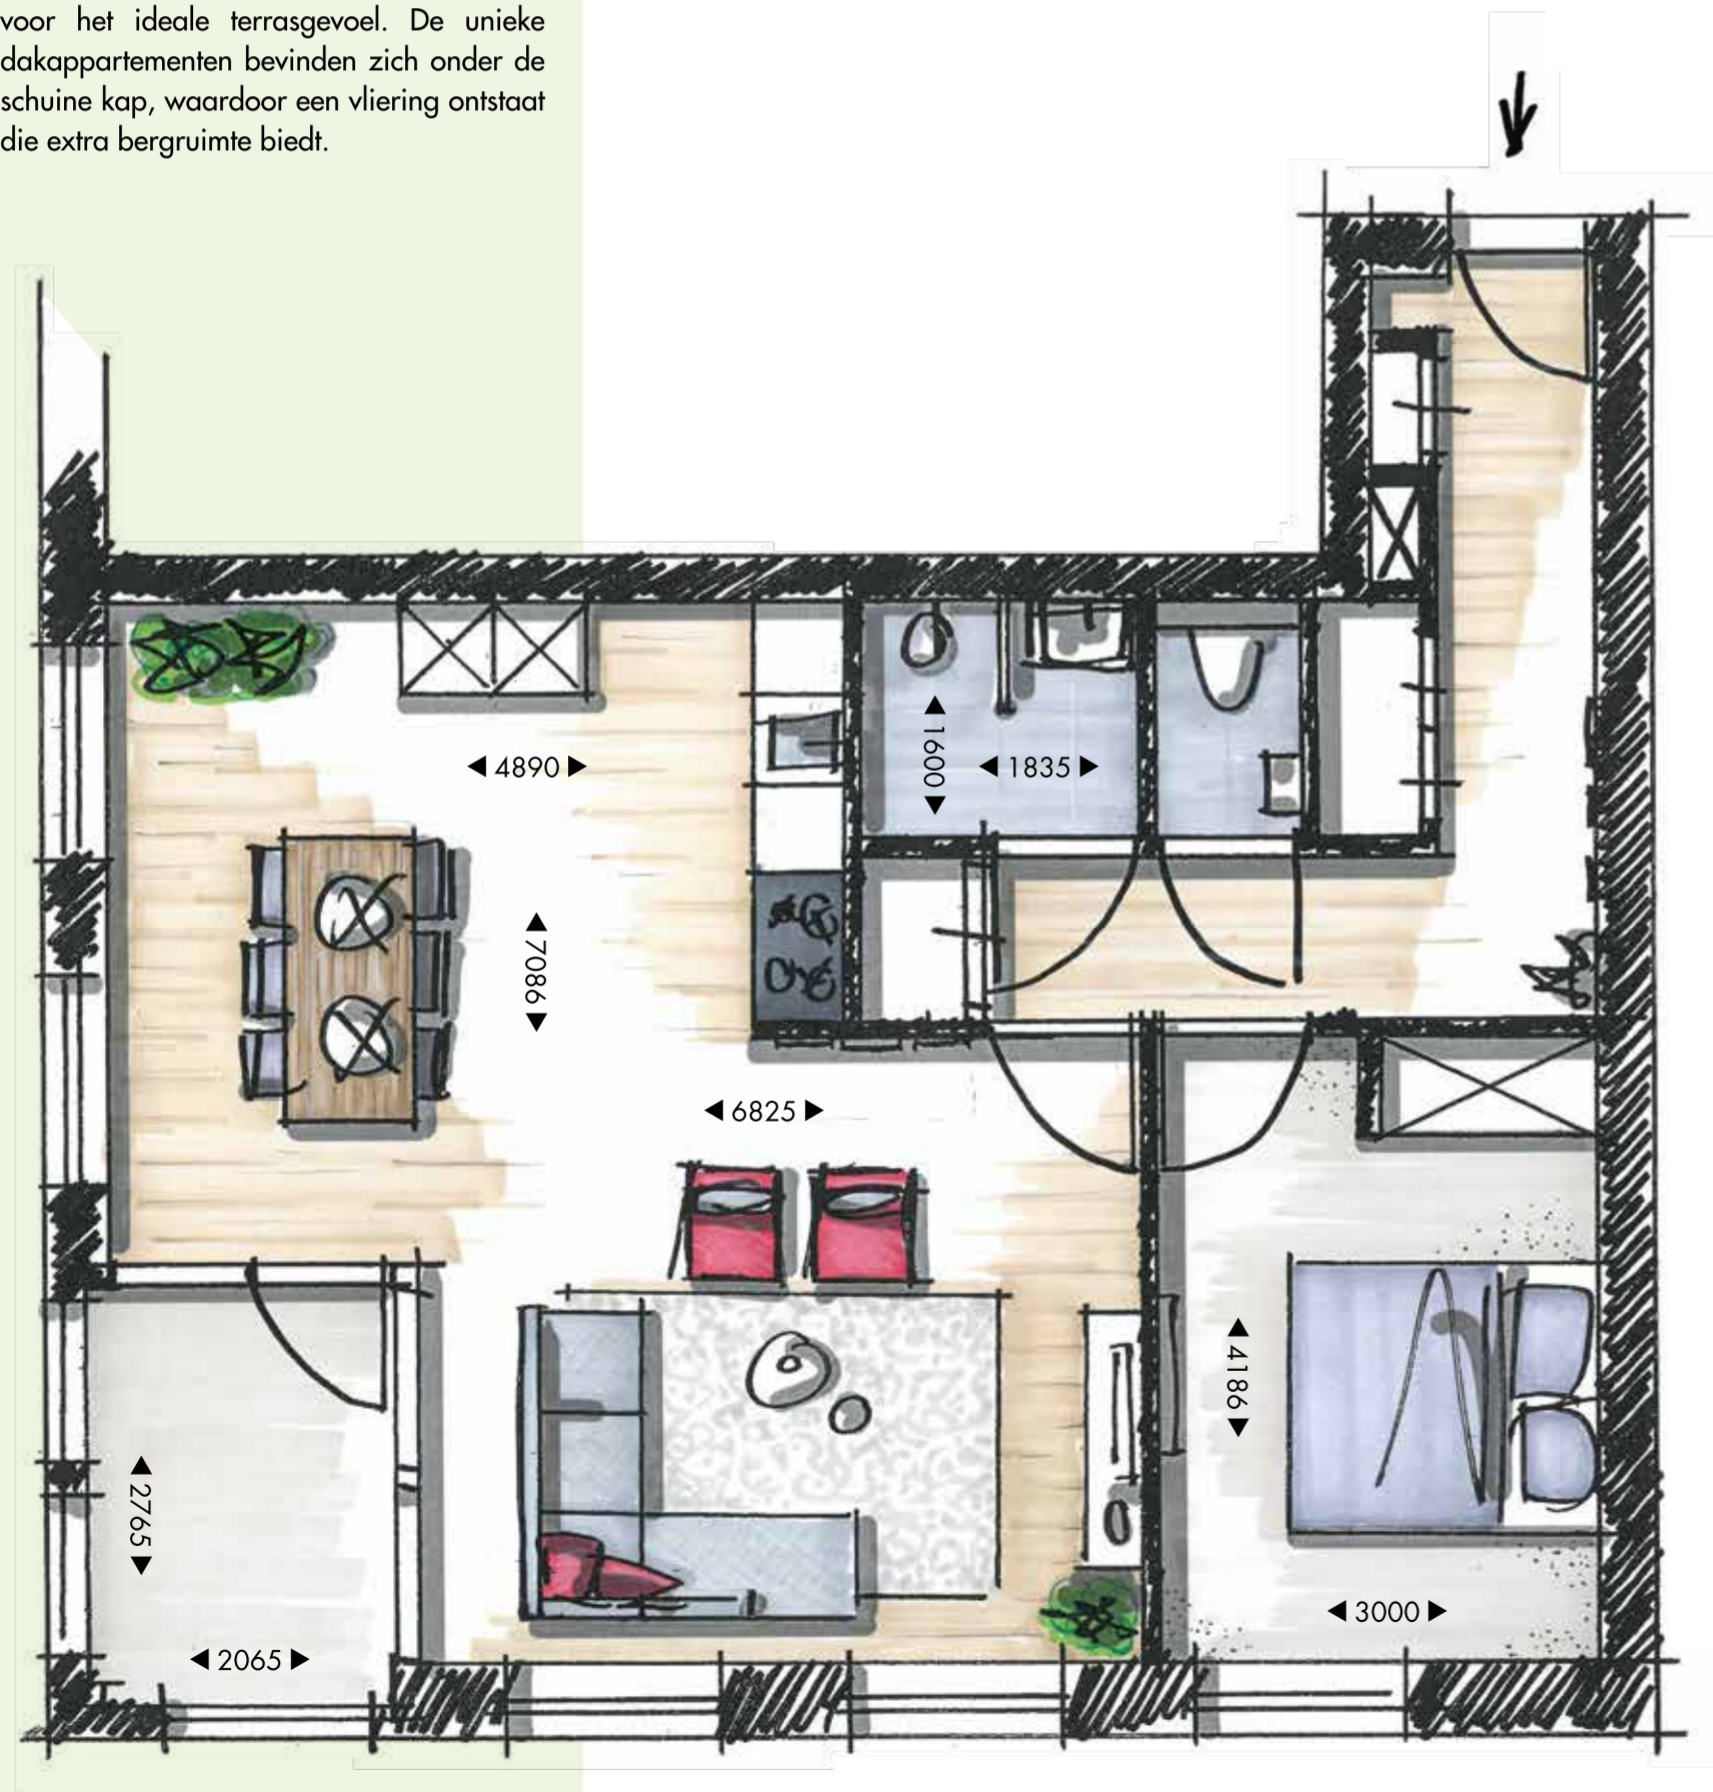 voor het ideale terrasgevoel. De unieke
dakappartementen bevinden zich onder de
schuine kap, waardoor een vliering ontstaat
die extra bergruimte biedt.
4890
1600
1835
7086
6825
4186
2765
3000
2065